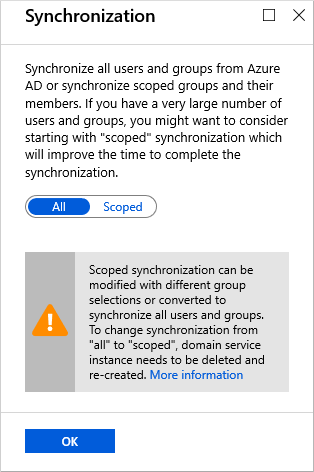 Synchronization
Synchronize all users and groups from Azure
AD or synchronize scoped groups and their
members. If you have a very large number of
users and groups, you might want to consider
starting with "scoped" synchronization which
will improve the time to complete the
synchronization.
All Scoped
Scoped synchronization can be
modified with different group
selections or converted to
synchronize all users and groups.
To change synchronization from
"all" to "scoped", domain service
instance needs to be deleted and
re-created. More information
OK